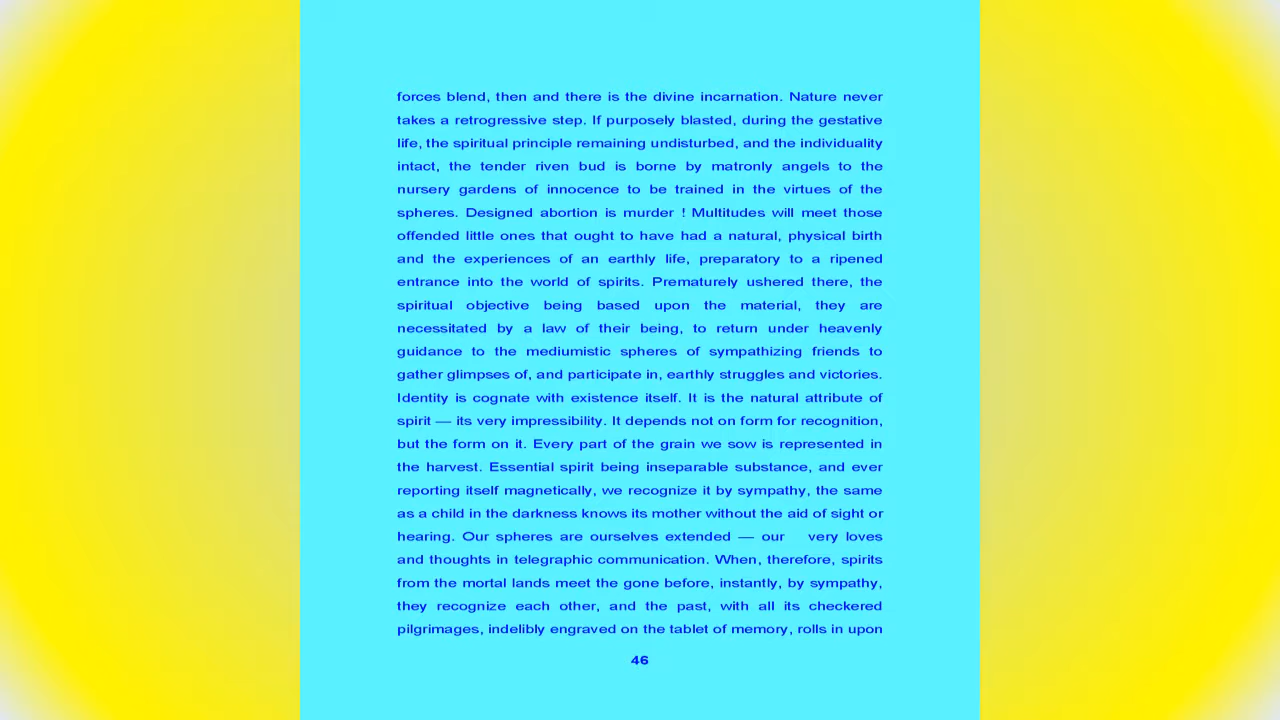 forces blend, then and there is the divine incarnation. Nature never
takes a retrogressive step. If purposely blasted, during the gestative
life, the spiritual principle remaining undisturbed, and the individuality
intact, the tender riven bud is borne by matronly angels to the
nursery gardens of innocence to be trained in the virtues of the
spheres. Designed abortion is murder ! Multitudes will meet those
offended little ones that ought to have had a natural, physical birth
and the experiences of an earthly life, preparatory to a ripened
entrance into the world of spirits. Prematurely ushered there, the
spiritual objective being based upon the material, they are
necessitated by a law of their being, to return under heavenly
guidance to the mediumistic spheres of sympathizing friends to
gather glimpses of, and participate in, earthly struggles and victories.
Identity is cognate with existence itself. It is the natural attribute of
spirit — its very impressibility. It depends not on form for recognition,
but the form on it. Every part of the grain we sow is represented in
the harvest. Essential spirit being inseparable substance, and ever
reporting itself magnetically, we recognize it by sympathy, the same
as a child in the darkness knows its mother without the aid of sight or
hearing. Our spheres are ourselves extended — our very loves
and thoughts in telegraphic communication. When, therefore, spirits
from the mortal lands meet the gone before, instantly, by sympathy,
they recognize each other, and the past, with all its checkered
pilgrimages, indelibly engraved on the tablet of memory, rolls in upon
46